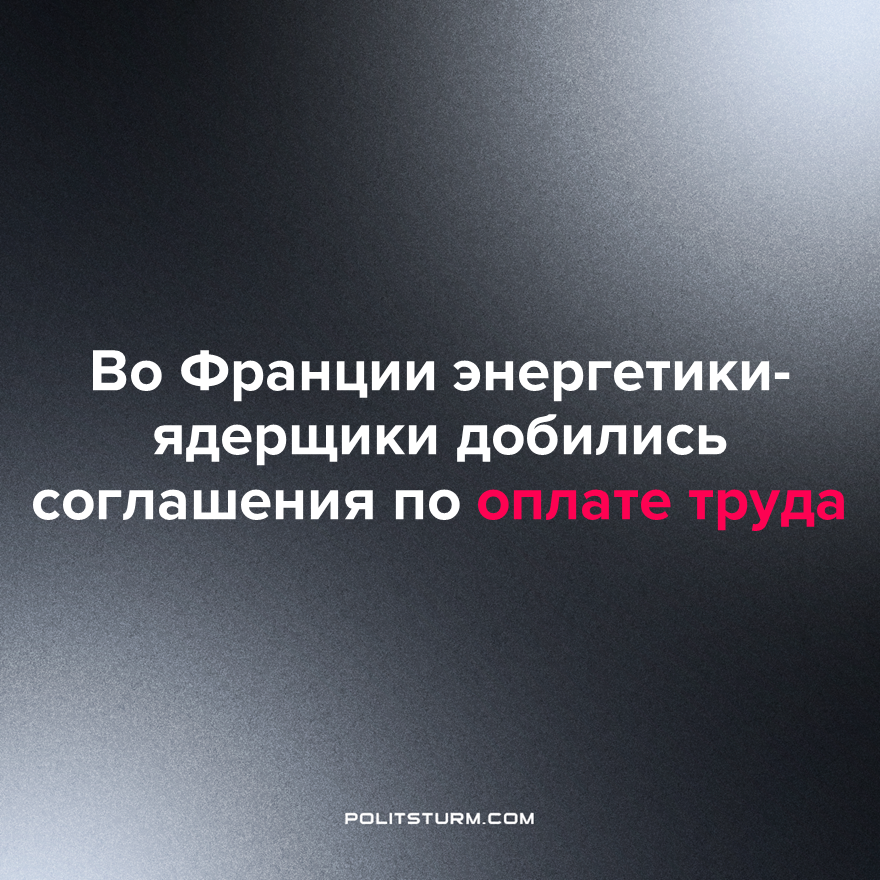 Во Франции энергетики-
ядерщики добились
соглашения по оплате труда
POLITSTURM.COM